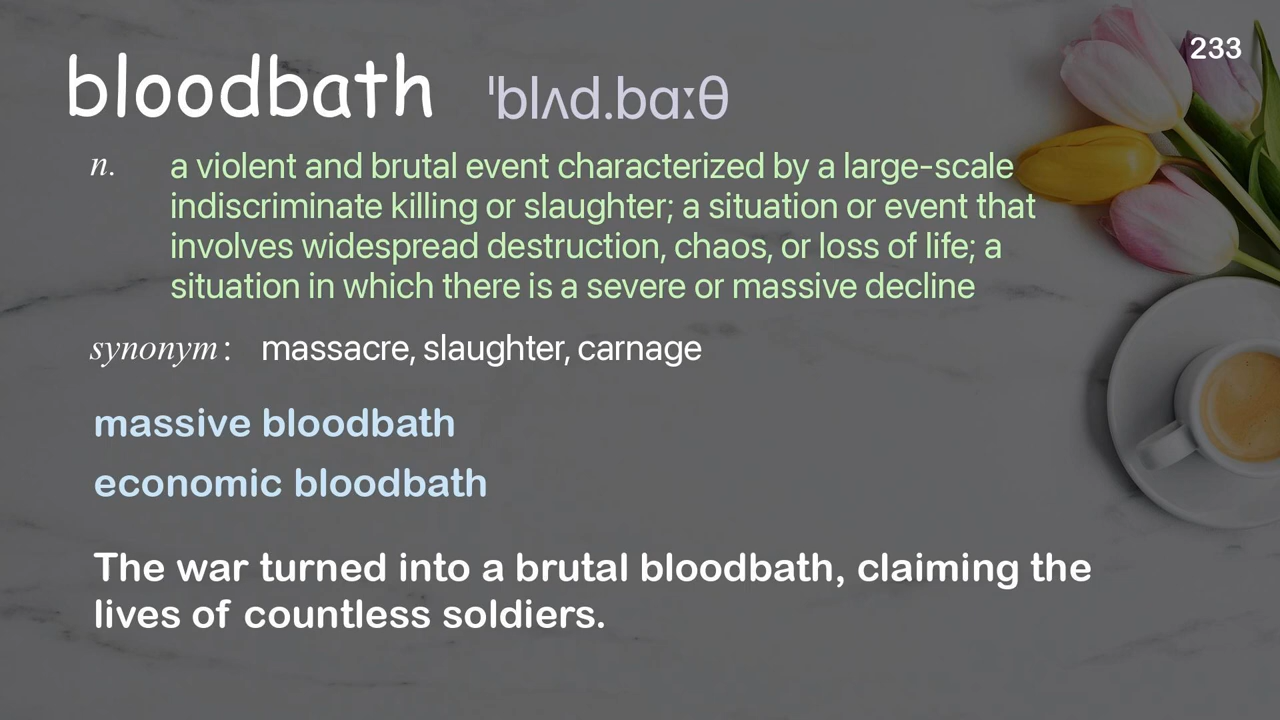 233
bloodbath ˈblʌd.bɑːθ
n. a violent and brutal event characterized by a large-scale
indiscriminate killing or slaughter; a situation or event that
involves widespread destruction, chaos, or loss of life; a
situation in which there is a severe or massive decline
synonym: massacre, slaughter, carnage
massive bloodbath
economic bloodbath
The war turned into a brutal bloodbath, claiming the
lives of countless soldiers.